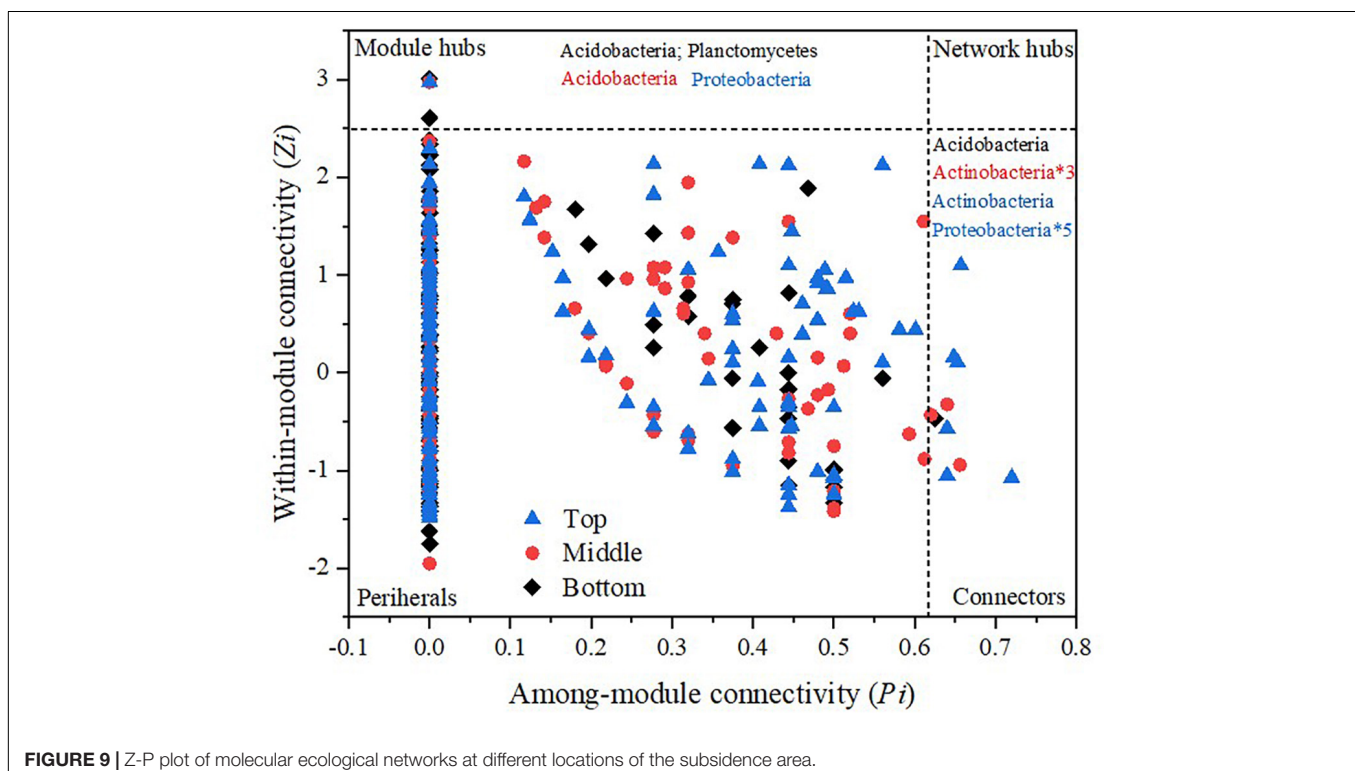 Module hubs
Acidobacteria; Planctomycetes
Network hubs
Acidobacteria Proteobacteria
Acidobacteria
Actinobacteria*3
Actinobacteria
Proteobacteria*5
3
2
1
0
-1
-2
Within-module connectivity (Zi)
Top
Middle
Bottom
Periherals
Connectors
-0.1 0.0 0.1 0.2 0.3 0.4 0.5 0.6 0.7 0.8
Among-module connectivity (Pi)
FIGURE 9 | Z-P plot of molecular ecological networks at different locations of the subsidence area.